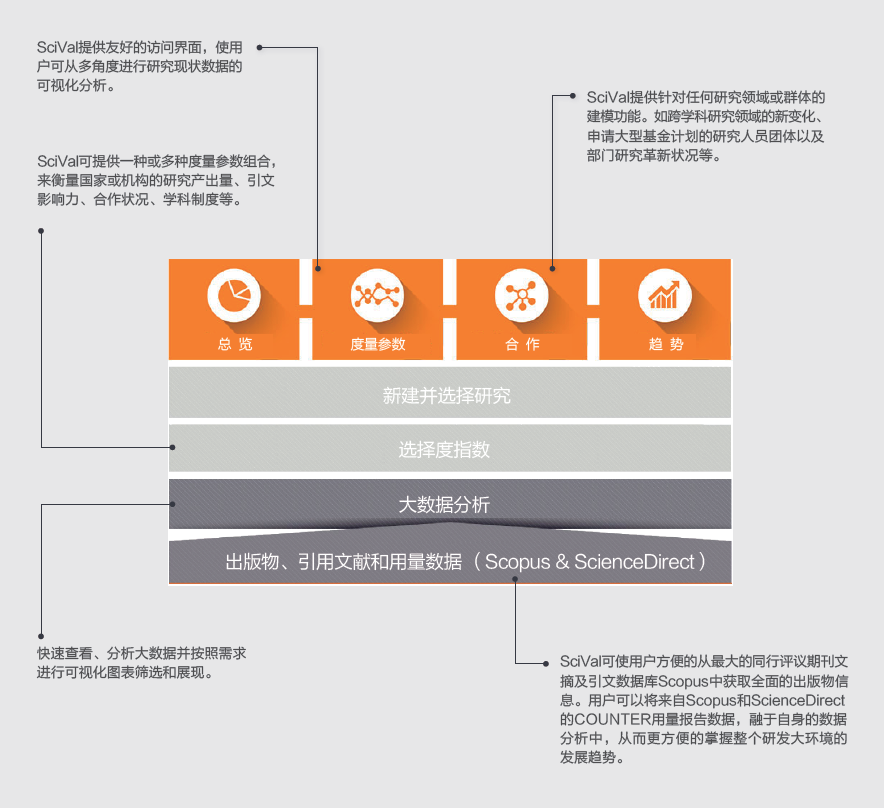 SciVal提供友好的访问界面，使用
户可从多角度进行研究现状数据的
可视化分析。
SciVal提供针对任何研究领域或群体的
建模功能。如跨学科研究领域的新变化、
申请大型基金计划的研究人员团体以及
部门研究革新状况等。
SciVal可提供一种或多种度量参数组合，
来衡量国家或机构的研究产出量、引文
影响力、合作状况、学科制度等。
总 览
度量参数
合 作
趋 势
新建并选择研究
选择度指数
大数据分析
出版物、引用文献和用量数据（Scopus & ScienceDirect）
快速查看、分析大数据并按照需求
进行可视化图表筛选和展现。
SciVal可使用户方便的从最大的同行评议期刊文
摘及引文数据库Scopus中获取全面的出版物信
息。用户可以将来自Scopus和ScienceDirect
的COUNTER用量报告数据，融于自身的数据
分析中，从而更方便的掌握整个研发大环境的
发展趋势。